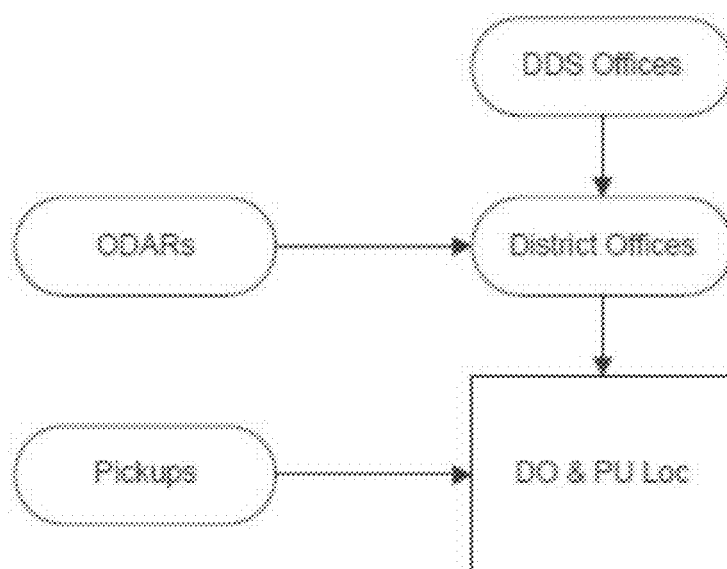 DDS Offices
ODARs
District Offices
Pickups
DO & PU Loc